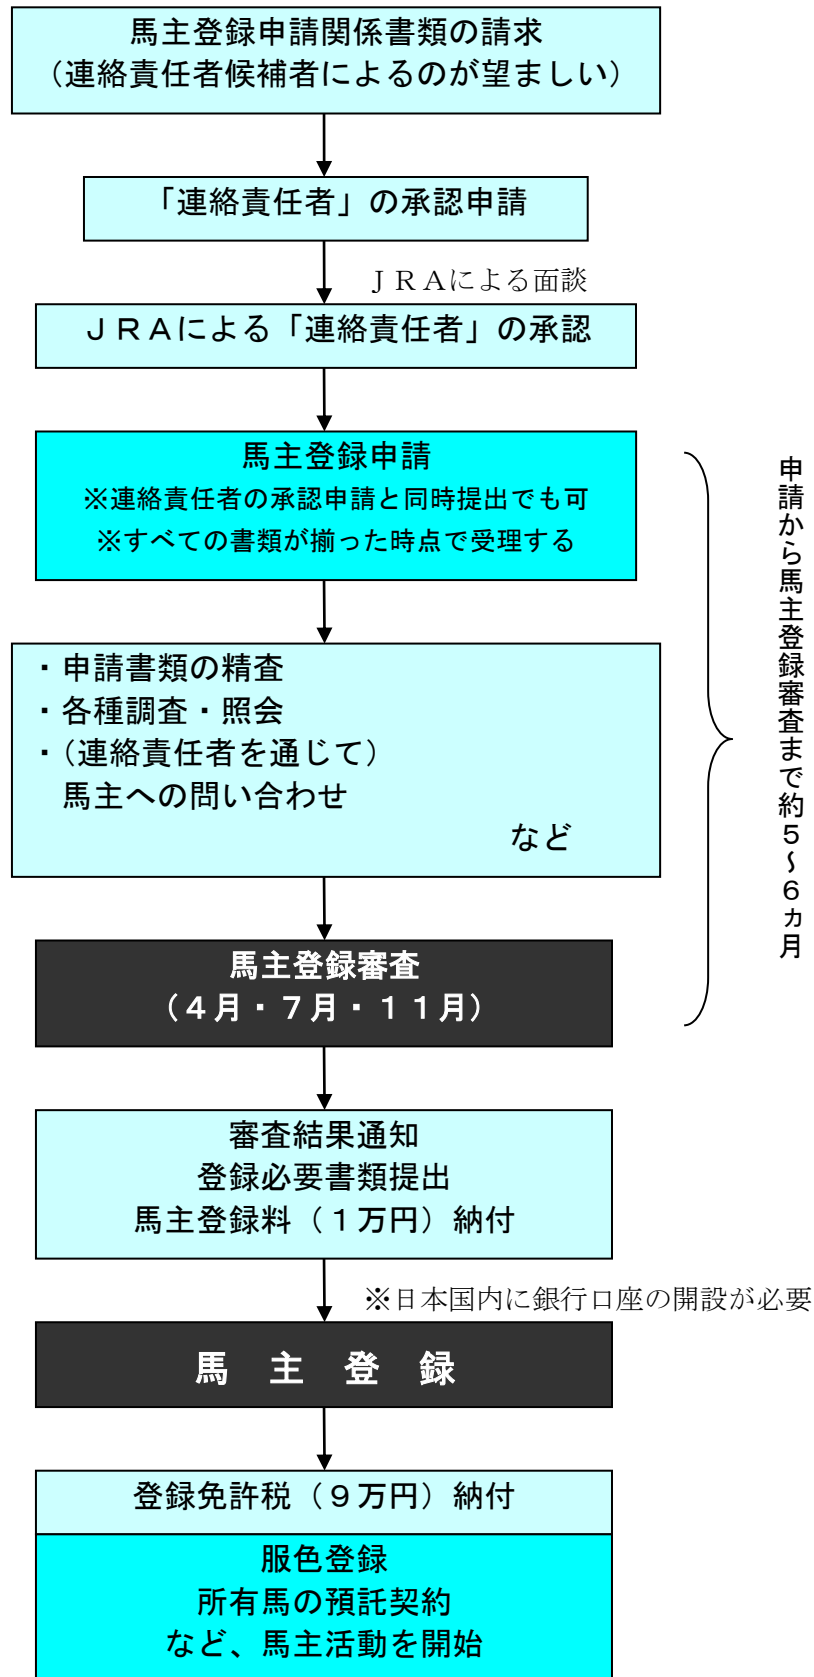 馬主登録申請関係書類の請求
（連絡責任者候補者によるのが望ましい）
「連絡責任者」の承認申請
ＪＲＡによる面談
ＪＲＡによる「連絡責任者」の承認
馬主登録申請
※連絡責任者の承認申請と同時提出でも可
※すべての書類が揃った時点で受理する
・申請書類の精査
・各種調査・照会
・（連絡責任者を通じて）
馬主への問い合わせ
など
申請から馬主登録審査まで約５～６ヵ月
馬主登録審査
（４月・７月・１１月）
審査結果通知
登録必要書類提出
馬主登録料（１万円）納付
※日本国内に銀行口座の開設が必要
馬　主　登　録
登録免許税（９万円）納付
服色登録
所有馬の預託契約
など、馬主活動を開始